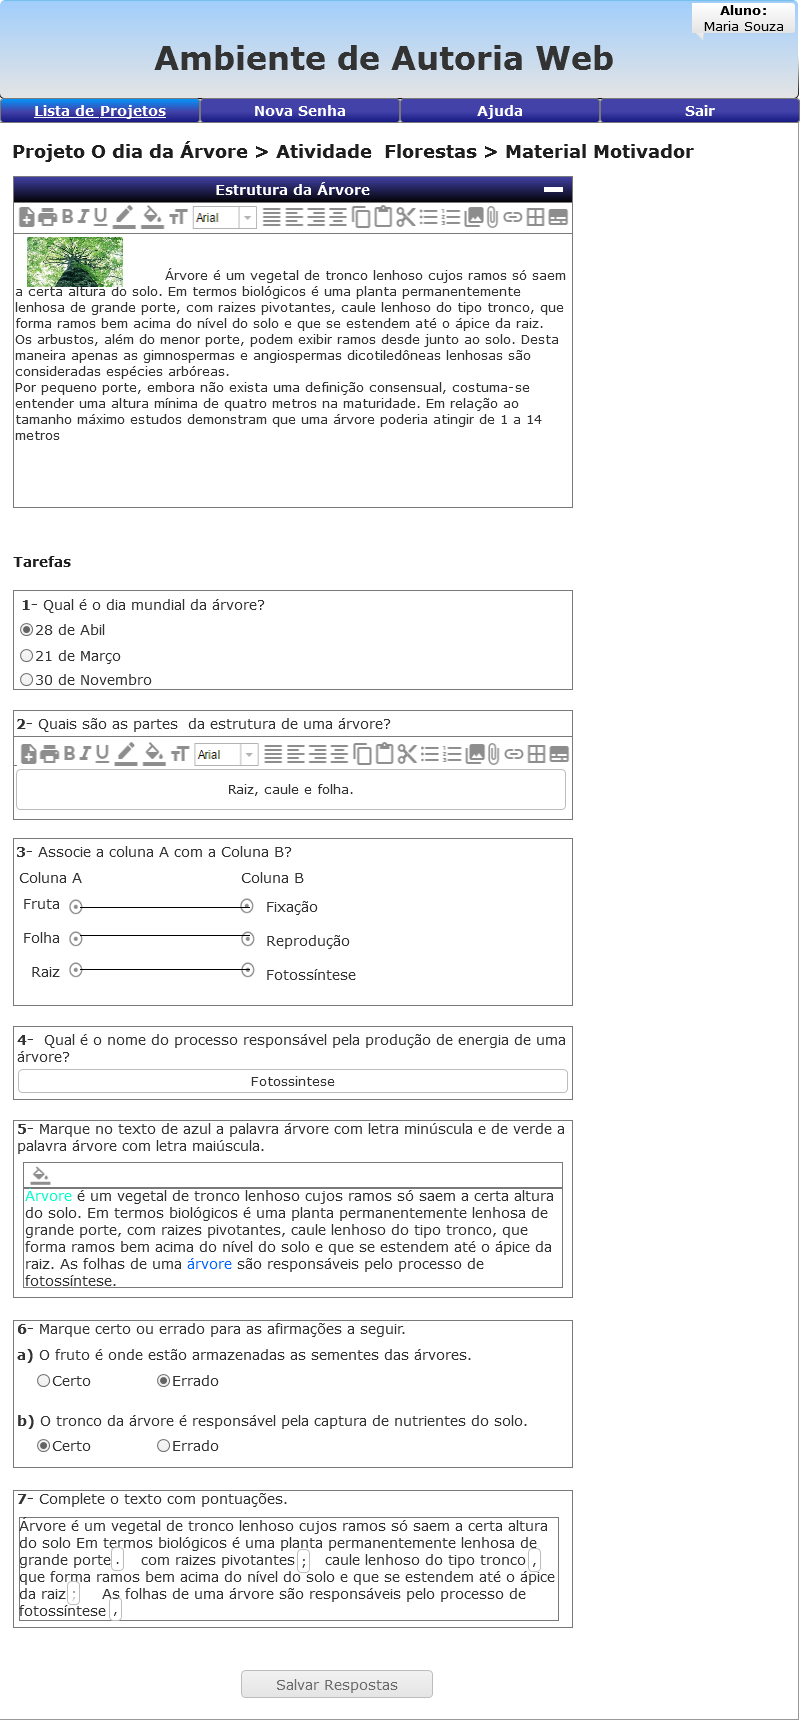 Aluno:
Maria Souza
Ambiente de Autoria Web
Lista de Projetos Nova Senha Ajuda Sair
Projeto O dia da Árvore > Atividade  Florestas > Material Motivador
Estrutura da Árvore
B I U TT Arial
Árvore é um vegetal de tronco lenhoso cujos ramos só saem
a certa altura do solo. Em termos biológicos é uma planta permanentemente
lenhosa de grande porte, com raizes pivotantes, caule lenhoso do tipo tronco, que
forma ramos bem acima do nível do solo e que se estendem até o ápice da raiz.
Os arbustos, além do menor porte, podem exibir ramos desde junto ao solo. Desta
maneira apenas as gimnospermas e angiospermas dicotiledôneas lenhosas são
consideradas espécies arbóreas.
Por pequeno porte, embora não exista uma definição consensual, costuma-se
entender uma altura mínima de quatro metros na maturidade. Em relação ao
tamanho máximo estudos demonstram que uma árvore poderia atingir de 1 a 14
metros
Tarefas
1- Qual é o dia mundial da árvore?
28 de Abil
21 de Março
30 de Novembro
2- Quais são as partes  da estrutura de uma árvore?
B I U TT Arial
Raiz, caule e folha.
3- Associe a coluna A com a Coluna B?
Coluna A Coluna B
Fruta Fixação
Folha Reprodução
Raiz Fotossíntese
4-  Qual é o nome do processo responsável pela produção de energia de uma
árvore?
Fotossintese
5- Marque no texto de azul a palavra árvore com letra minúscula e de verde a
palavra árvore com letra maiúscula.
Árvore é um vegetal de tronco lenhoso cujos ramos só saem a certa altura
do solo. Em termos biológicos é uma planta permanentemente lenhosa de
grande porte, com raizes pivotantes, caule lenhoso do tipo tronco, que
forma ramos bem acima do nível do solo e que se estendem até o ápice da
raiz. As folhas de uma árvore são responsáveis pelo processo de
fotossíntese.
6- Marque certo ou errado para as afirmações a seguir.
a) O fruto é onde estão armazenadas as sementes das árvores.
Certo Errado
b) O tronco da árvore é responsável pela captura de nutrientes do solo.
Certo Errado
7- Complete o texto com pontuações.
Árvore é um vegetal de tronco lenhoso cujos ramos só saem a certa altura
do solo Em termos biológicos é uma planta permanentemente lenhosa de
grande porte . com raizes pivotantes ; caule lenhoso do tipo tronco ,
que forma ramos bem acima do nível do solo e que se estendem até o ápice
da raiz ; As folhas de uma árvore são responsáveis pelo processo de
fotossíntese ,
Salvar Respostas